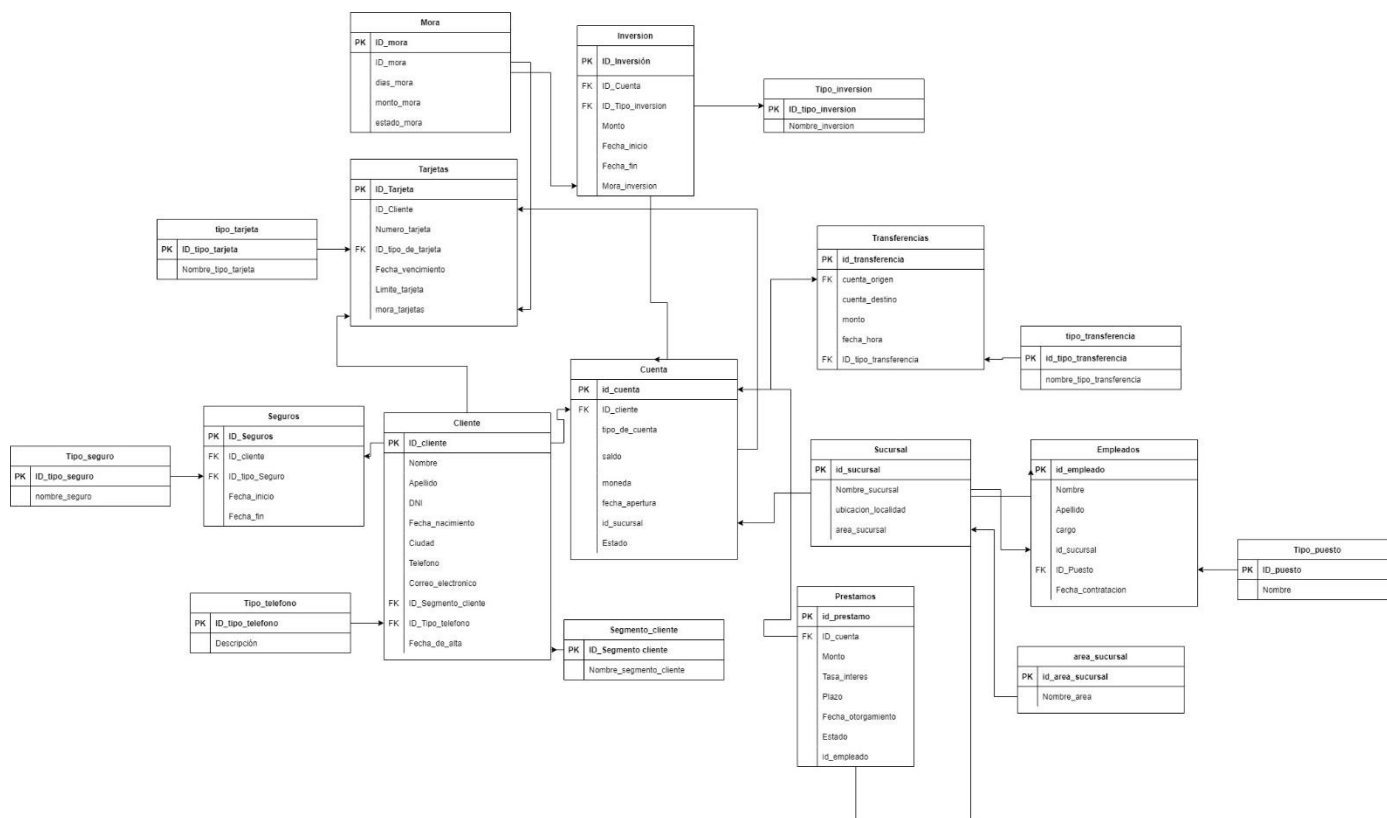 Mora
PK ID_mora
ID_mora
dias_mora
monto_mora
estado_mora
Inversion
PK ID_Inversión
FK ID_Cuenta
FK ID_Tipo_inversion
Monto
Fecha_inicio
Fecha_fin
Mora_inversion
Tipo_inversion
PK ID_tipo_inversion
Nombre_inversion
Tarjetas
PK ID_Tarjeta
ID_Cliente
Numero_tarjeta
FK ID_tipo_de_tarjeta
Fecha_vencimiento
Limite_tarjeta
mora_tarjetas
tipo_tarjeta
PK ID_tipo_tarjeta
Nombre_tipo_tarjeta
Transferencias
PK id_transferencia
FK cuenta_origen
cuenta_destino
monto
fecha_hora
FK ID_tipo_transferencia
tipo_transferencia
PK id_tipo_transferencia
nombre_tipo_transferencia
Cuenta
PK id_cuenta
FK ID_cliente
tipo_de_cuenta
saldo
moneda
fecha_apertura
id_sucursal
Estado
Seguros
PK ID_Seguros
FK ID_cliente
FK ID_tipo_Seguro
Fecha_inicio
Fecha_fin
Tipo_seguro
PK ID_tipo_seguro
nombre_seguro
Cliente
PK ID_cliente
Nombre
Apellido
DNI
Fecha_nacimiento
Ciudad
Telefono
Correo_electronico
FK ID_Segmento_cliente
FK ID_Tipo_telefono
Fecha_de_alta
Sucursal
PK id_sucursal
Nombre_sucursal
ubicacion_localidad
area_sucursal
Empleados
PK id_empleado
Nombre
Apellido
cargo
id_sucursal
FK ID_Puesto
Fecha_contratacion
Tipo_puesto
PK ID_puesto
Nombre
Tipo_telefono
PK ID_tipo_telefono
Descripción
Segmento_cliente
PK ID_Segmento cliente
Nombre_segmento_cliente
Prestamos
PK id_prestamo
FK ID_cuenta
Monto
Tasa_interes
Plazo
Fecha_otorgamiento
Estado
id_empleado
area_sucursal
PK id_area_sucursal
Nombre_area